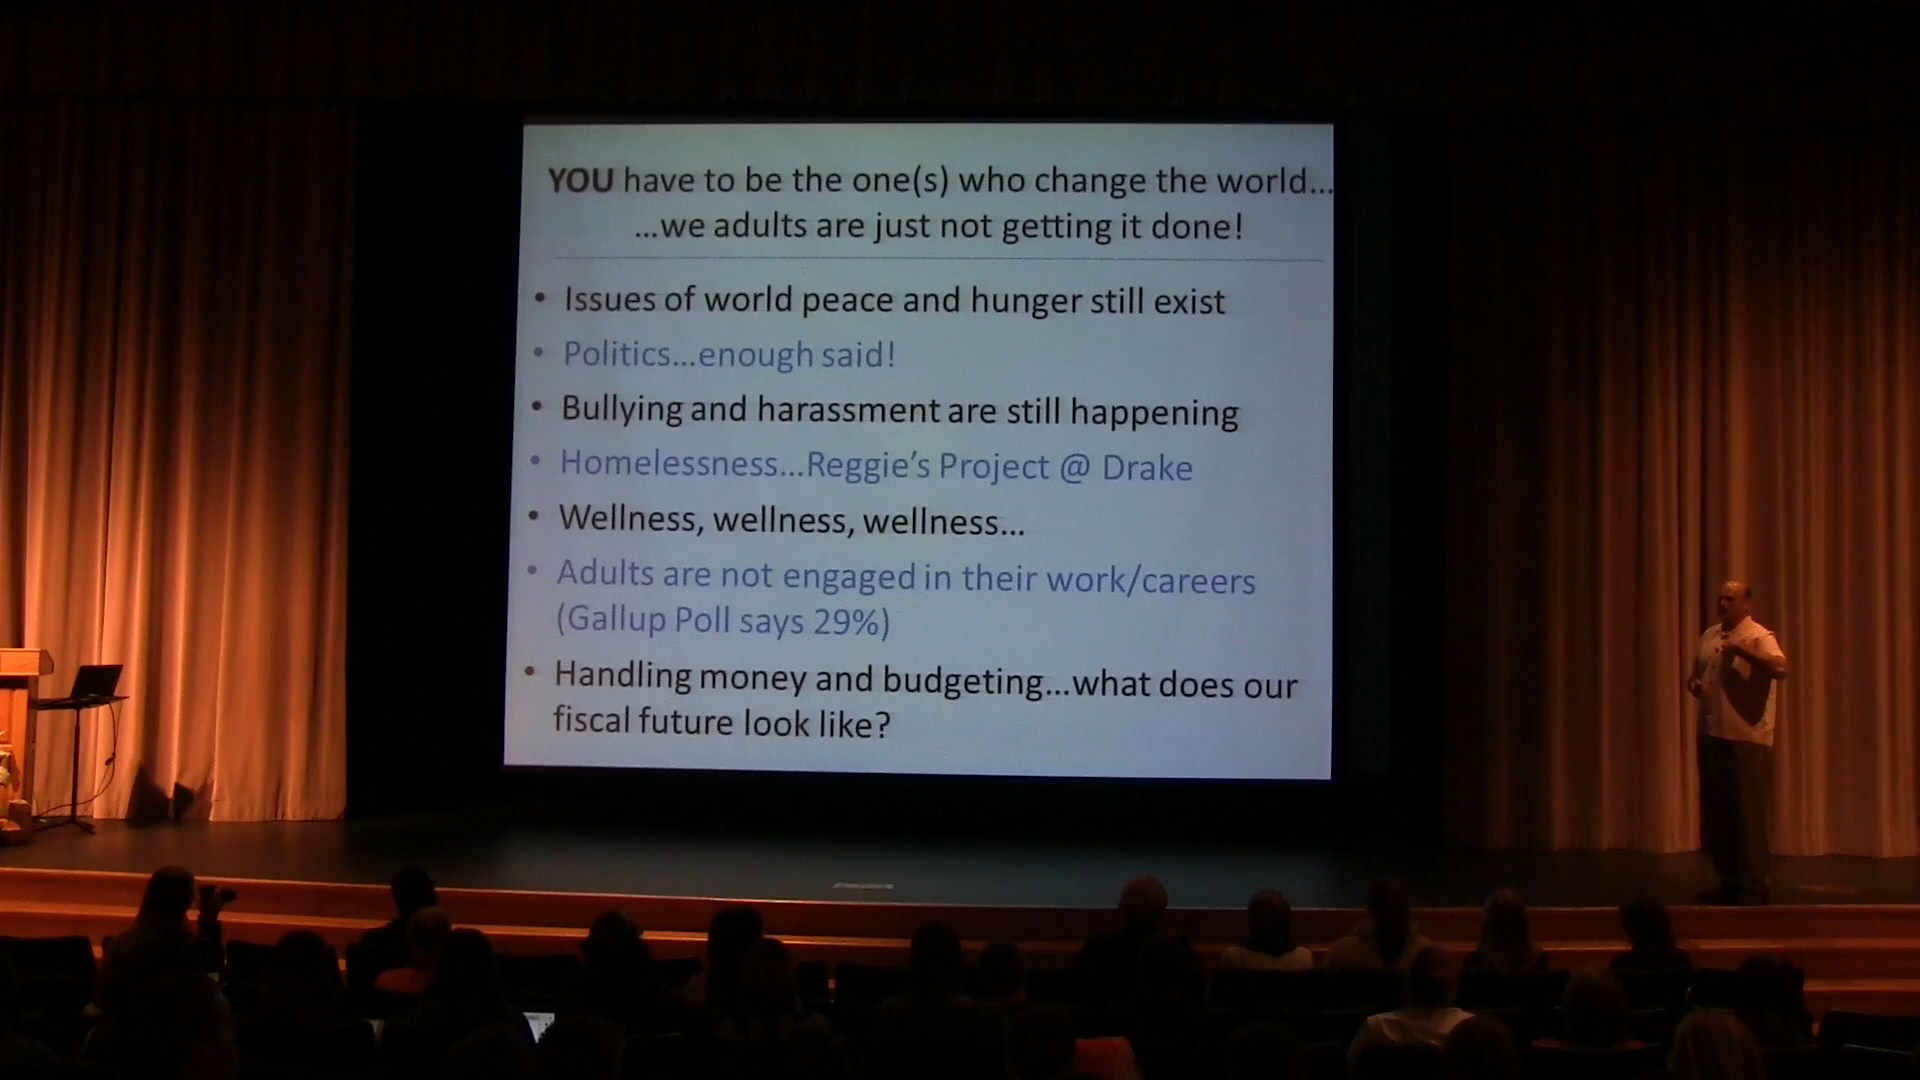 YOU have to be the one(s) who change the world...
...we adults are just not getting it done!
• Issues of world peace and hunger still exist
• Politics...enough said!
• Bullying and harassment are still happening
• Homelessness...Reggie's Project @ Drake
• Wellness, wellness, wellness...
• Adults are not engaged in their work/careers
(Gallup Poll says 29%)
• Handling money and budgeting...what does our
fiscal future look like?